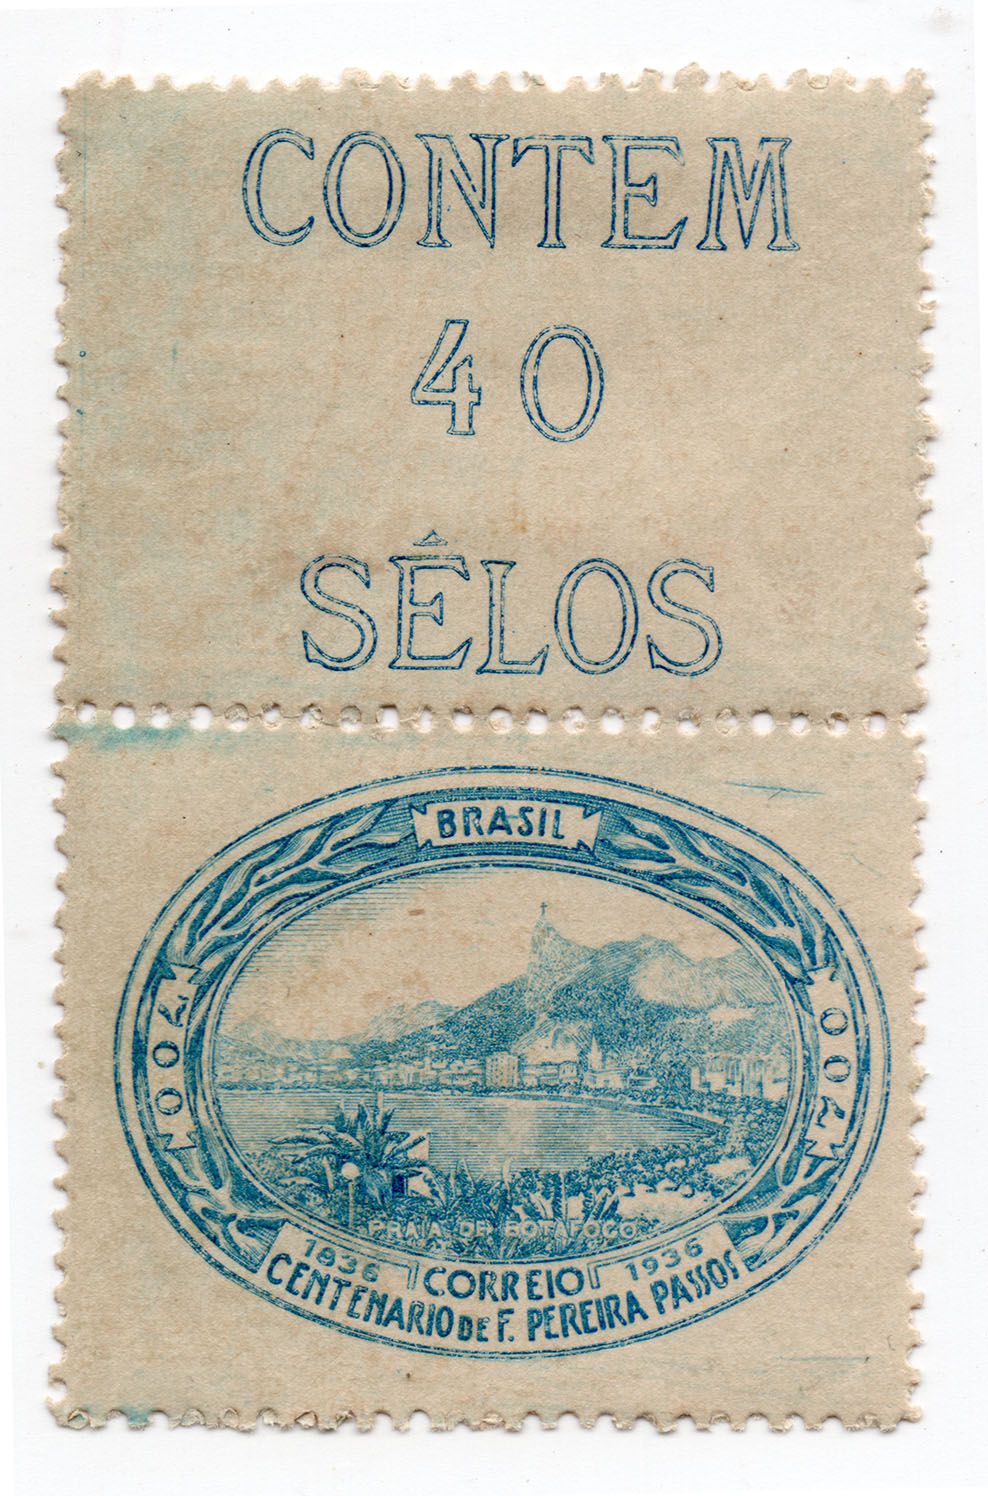 CONTEM
40
SÊLOS
BRASIL
700
700
PRAIA DE BOTAFOGO
1836 CORREIO 1936
CENTENARIO DE F. PEREIRA PASSOS